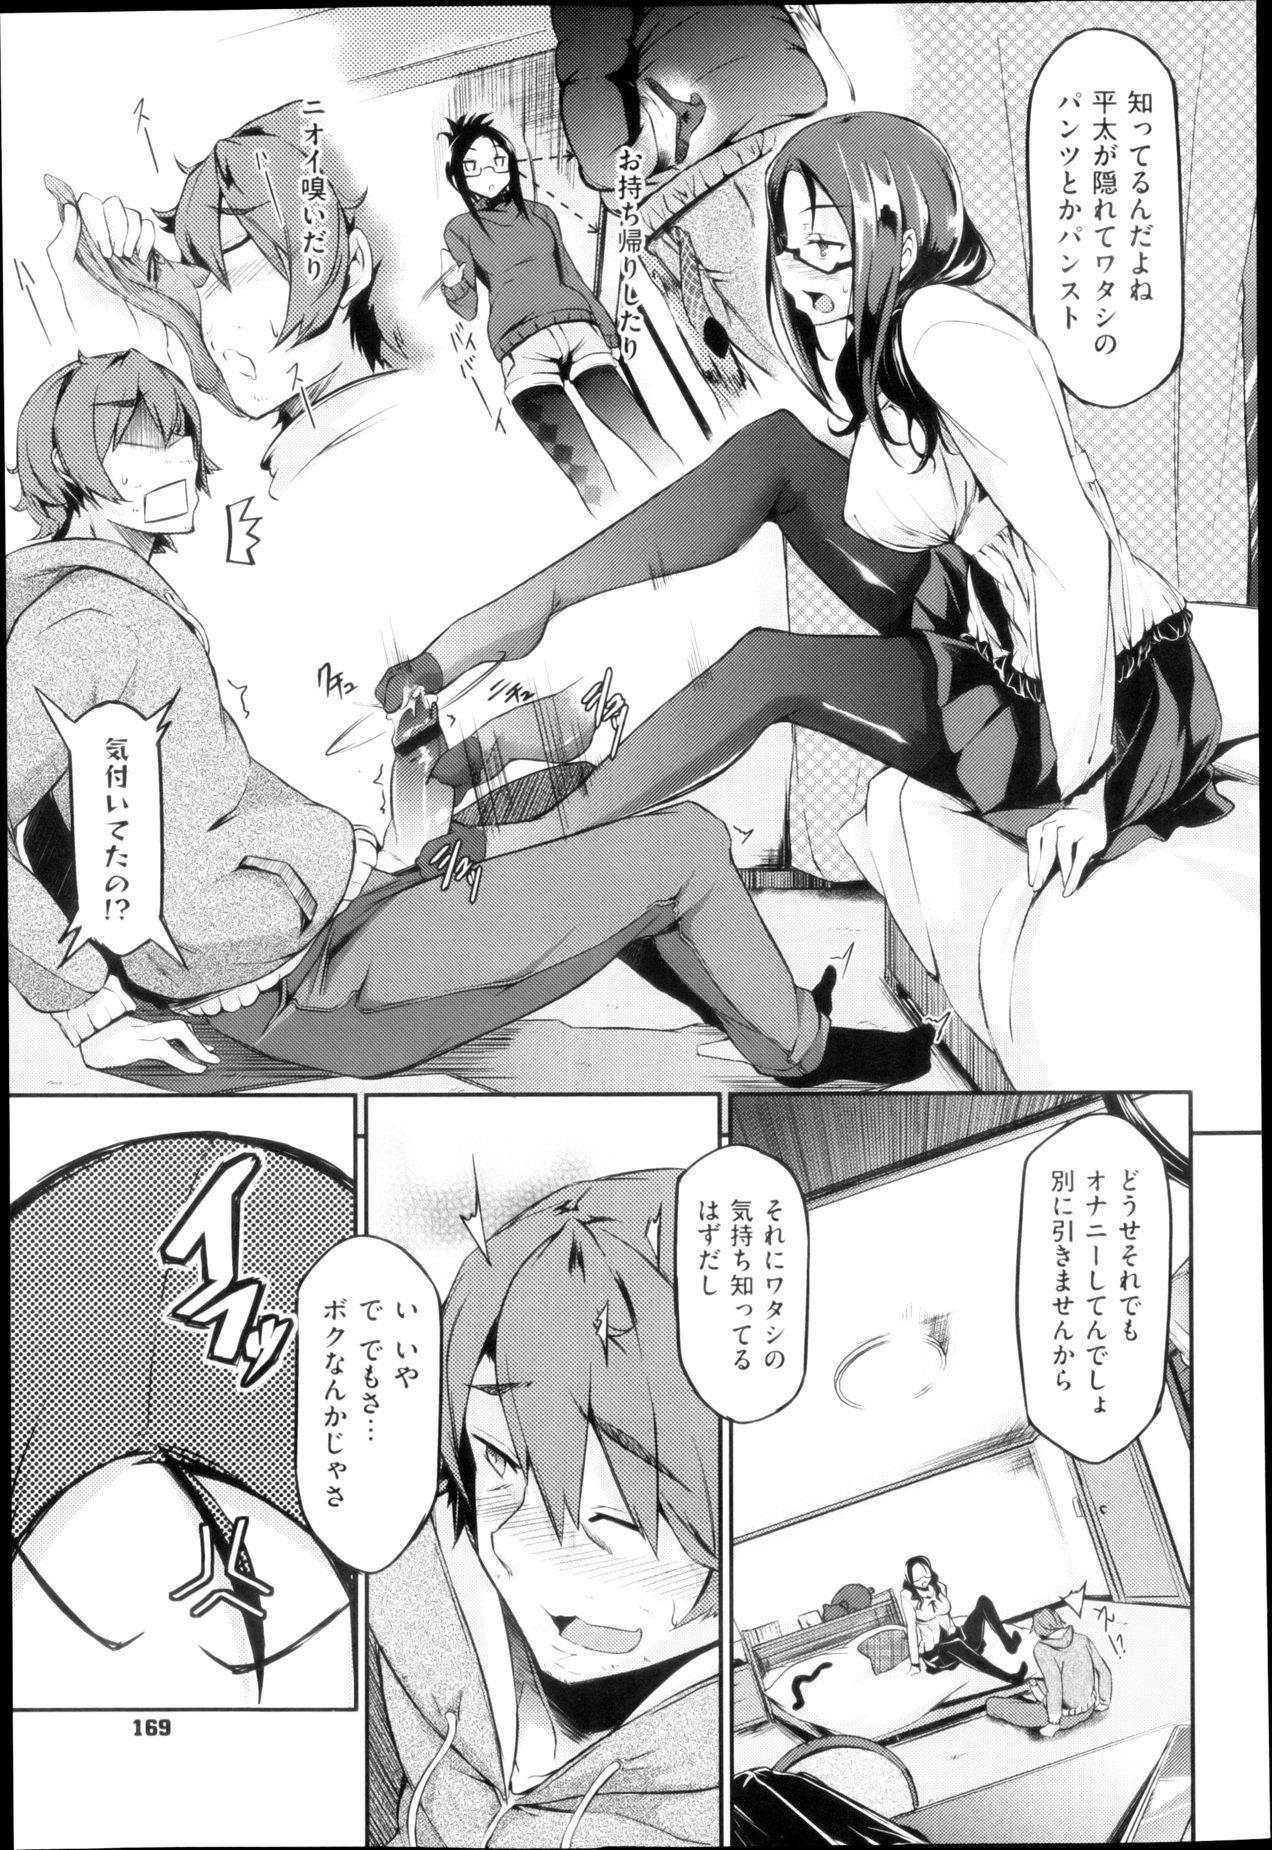 知ってるんだよね
平太が隠れてワタシの
パンツとかパンスト
お持ち帰りしたり
ニオイ嗅いだり
気付いてたの!?
クチュ
ニチュ
ニュッ
どうせそれでも
オナニーしてんでしょ
別に引きませんから
それにワタシの
気持ち知ってる
はずだし
い いや
で でもさ…
ボクなんかじゃさ
イラッ
169